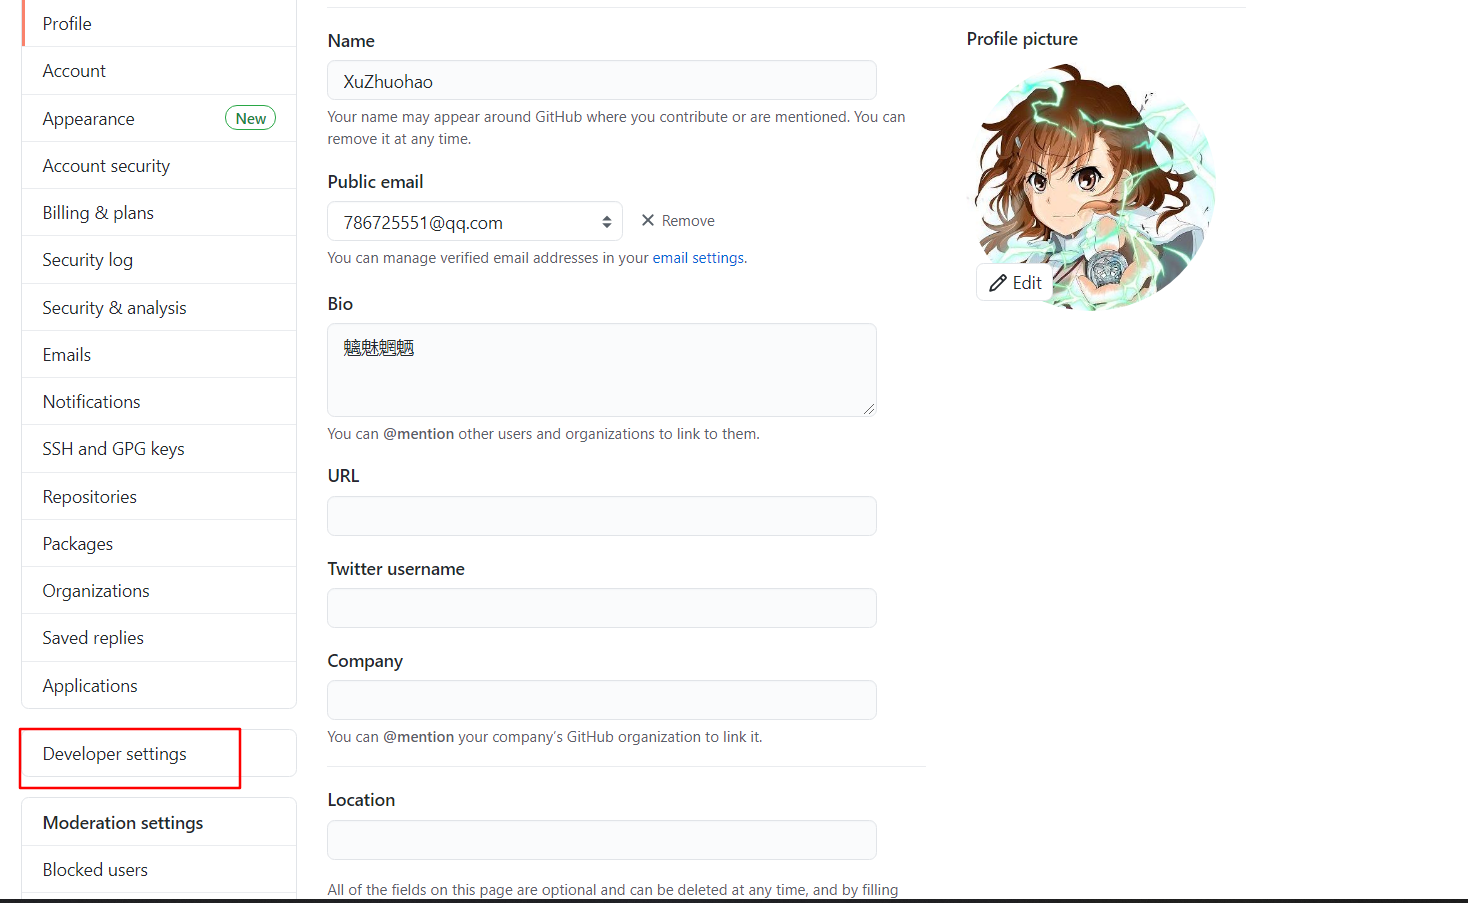 Profile
Account
Appearance
New
Account security
Billing & plans
Security log
Security & analysis
Emails
Notifications
SSH and GPG keys
Repositories
Packages
Organizations
Saved replies
Applications
Developer settings
Moderation settings
Blocked users
Name
XuZhuohao
Your name may appear around GitHub where you contribute or are mentioned. You can
remove it at any time.
Public email
786725551@qq.com
Remove
You can manage verified email addresses in your email settings.
Bio
魑魅魍魉
You can @mention other users and organizations to link to them.
URL
Twitter username
Company
You can @mention your company's GitHub organization to link it.
Location
All of the fields on this page are optional and can be deleted at any time, and by filling
Profile picture
Edit